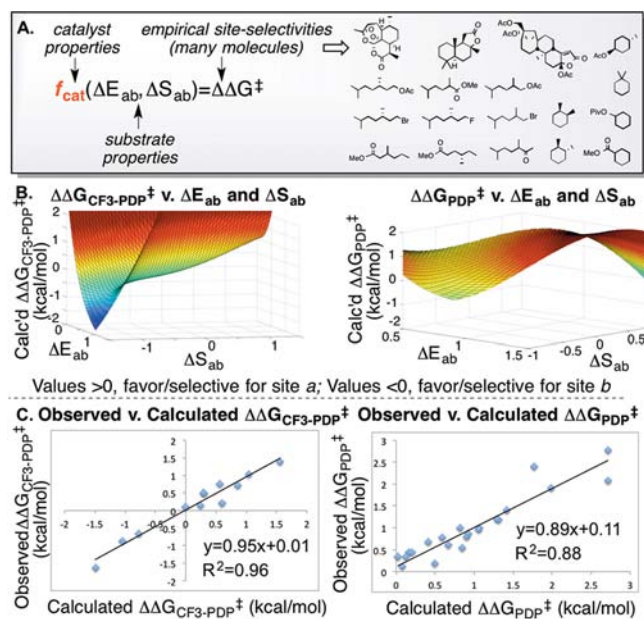 A.
catalyst properties
empirical site-selectivities (many molecules)
f_cat(ΔE_ab, ΔS_ab)=ΔΔG‡
substrate properties
AcO
AcO
OAc
AcO
OAc
OMe
OAc
Br
F
Br
PivO
MeO
MeO
MeO
B. ΔΔG_CF3-PDP‡ v. ΔE_ab and ΔS_ab
ΔΔG_PDP‡ v. ΔE_ab and ΔS_ab
Calc'd ΔΔG_CF3-PDP‡ (kcal/mol)
2
1
0
-1
-2
0
1
ΔE_ab
-1
0
1
ΔS_ab
Calc'd ΔΔG_PDP‡ (kcal/mol)
2
1
0
-1
-2
0.5
1
1.5
ΔE_ab
-1
-0.5
0
0.5
ΔS_ab
Values >0, favor/selective for site a; Values <0, favor/selective for site b
C. Observed v. Calculated ΔΔG_CF3-PDP‡
Observed v. Calculated ΔΔG_PDP‡
Observed ΔΔG_CF3-PDP‡ (kcal/mol)
2
1.5
1
0.5
0
-0.5
-1
-1.5
-2
-2
-1.5
-1
-0.5
0
0.5
1
1.5
2
y=0.95x+0.01
R²=0.96
Calculated ΔΔG_CF3-PDP‡ (kcal/mol)
Observed ΔΔG_PDP‡ (kcal/mol)
3
2.5
2
1.5
1
0.5
0
0
0.5
1
1.5
2
2.5
3
y=0.89x+0.11
R²=0.88
Calculated ΔΔG_PDP‡ (kcal/mol)